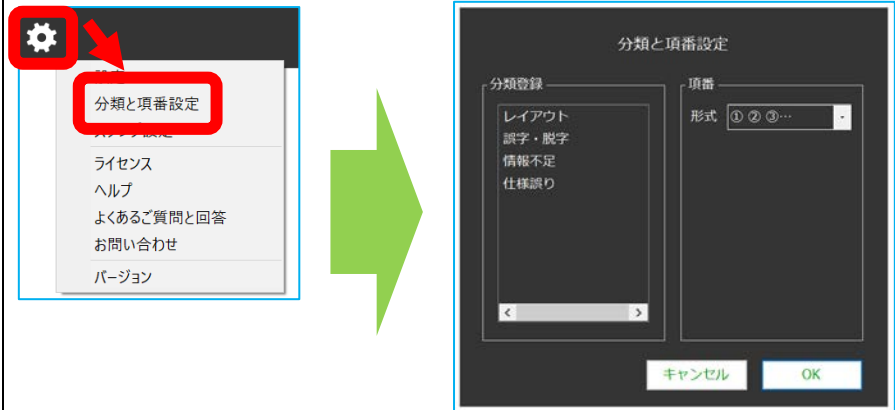 分類と項番設定
ライセンス
ヘルプ
よくあるご質問と回答
お問い合わせ
バージョン
分類と項番設定
分類登録
レイアウト
誤字・脱字
情報不足
仕様誤り
項番
形式 ① ② ③…
キャンセル
OK